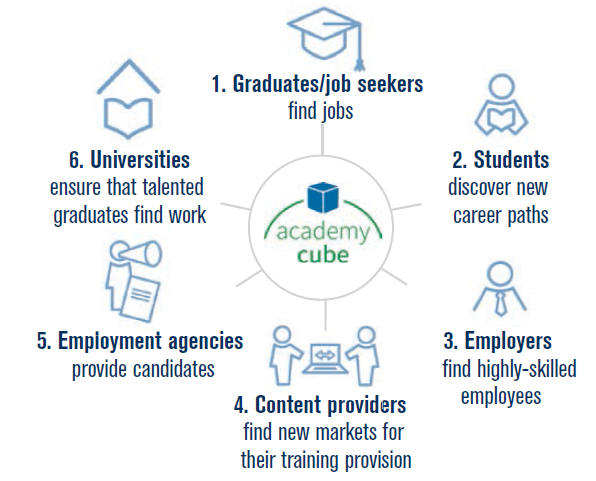 1. Graduates/job seekers
find jobs
2. Students
discover new
career paths
3. Employers
find highly-skilled
employees
4. Content providers
find new markets for
their training provision
5. Employment agencies
provide candidates
6. Universities
ensure that talented
graduates find work
academy
cube